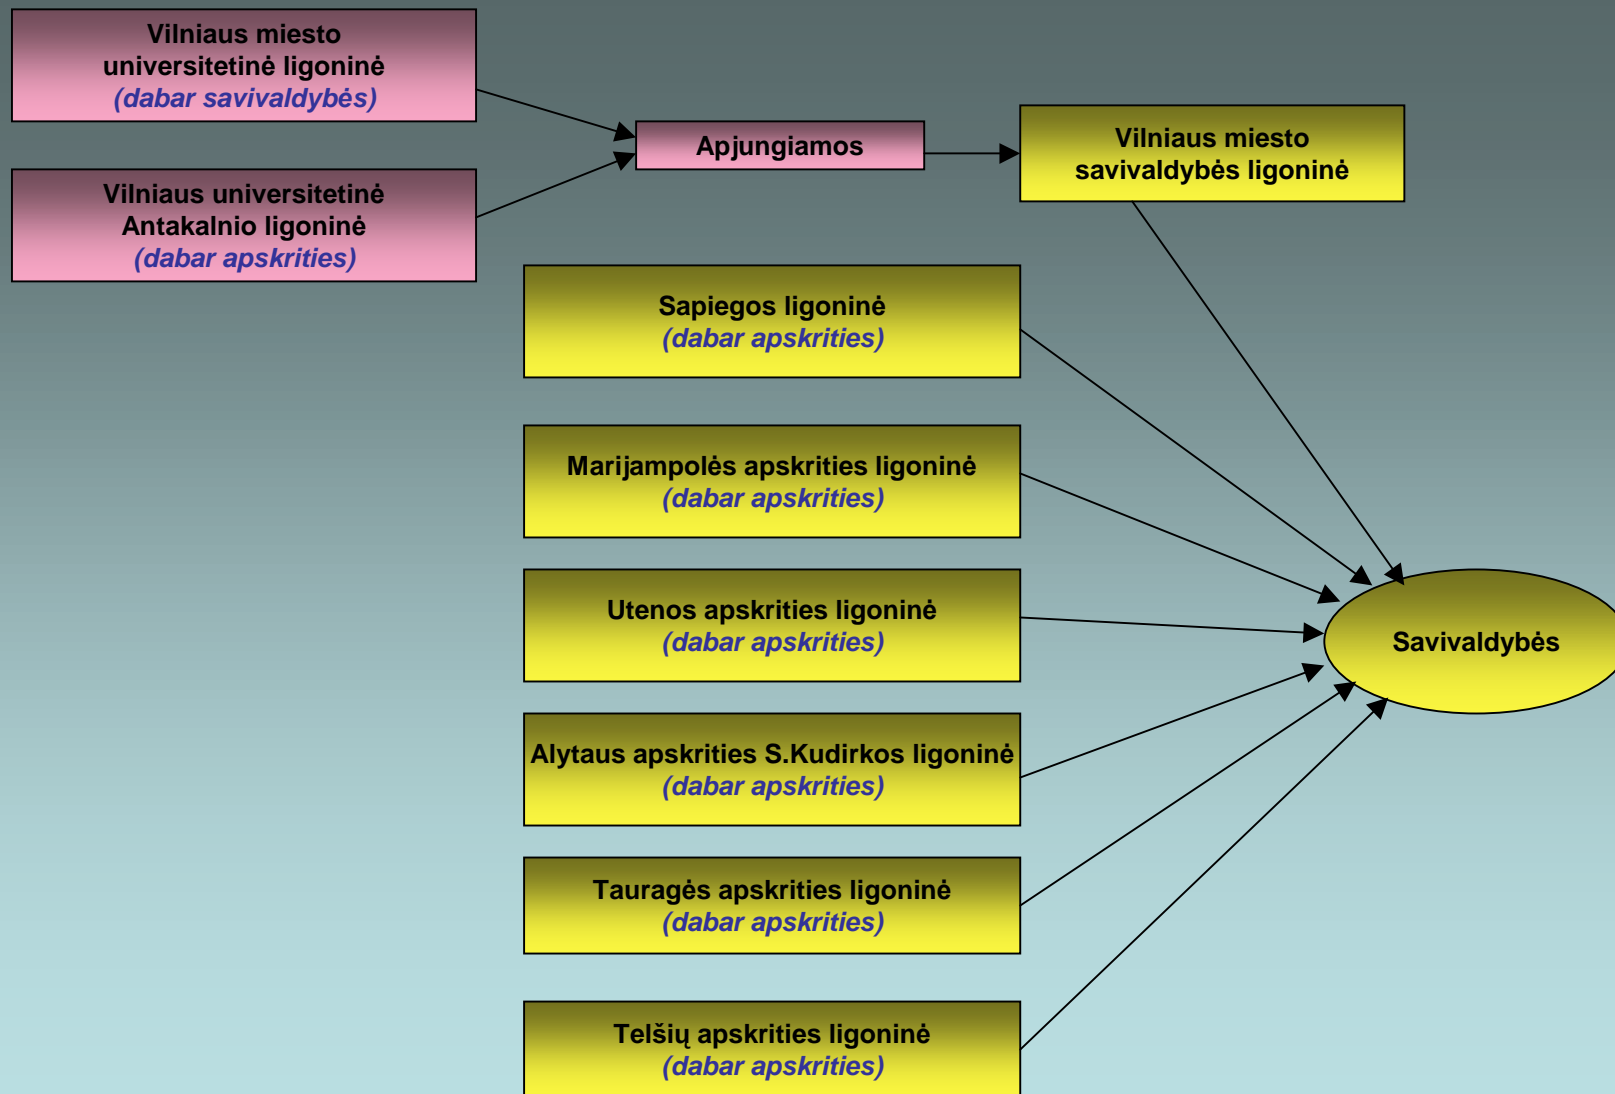 Vilniaus miesto
universitetinė ligoninė
(dabar savivaldybės)
Vilniaus universitetinė
Antakalnio ligoninė
(dabar apskrities)
Apjungiamos
Vilniaus miesto
savivaldybės ligoninė
Sapiegos ligoninė
(dabar apskrities)
Marijampolės apskrities ligoninė
(dabar apskrities)
Utenos apskrities ligoninė
(dabar apskrities)
Alytaus apskrities S.Kudirkos ligoninė
(dabar apskrities)
Tauragės apskrities ligoninė
(dabar apskrities)
Telšių apskrities ligoninė
(dabar apskrities)
Savivaldybės